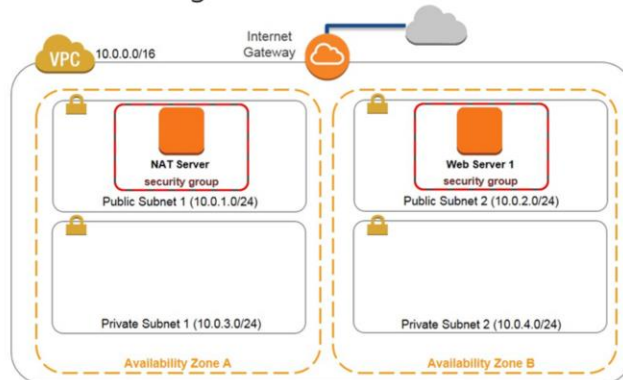 Internet
Gateway
VPC 10.0.0.0/16
NAT Server
security group
Public Subnet 1 (10.0.1.0/24)
Web Server 1
security group
Public Subnet 2 (10.0.2.0/24)
Private Subnet 1 (10.0.3.0/24)
Private Subnet 2 (10.0.4.0/24)
Availability Zone A
Availability Zone B